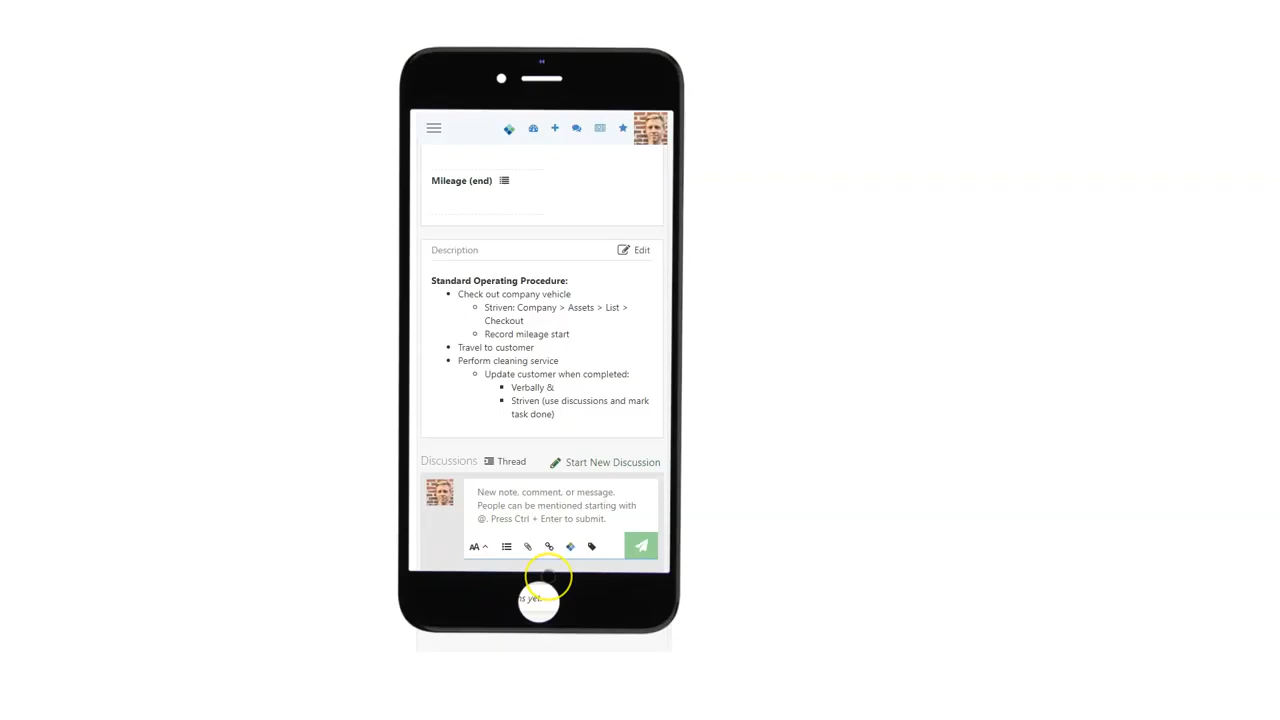 Mileage (end)
Description
Edit
Standard Operating Procedure:
Check out company vehicle
Striven: Company > Assets > List >
Checkout
Record mileage start
Travel to customer
Perform cleaning service
Update customer when completed:
Verbally &
Striven (use discussions and mark
task done)
Discussions
Thread
Start New Discussion
New note, comment, or message.
People can be mentioned starting with
@. Press Ctrl + Enter to submit.
AA
yet.